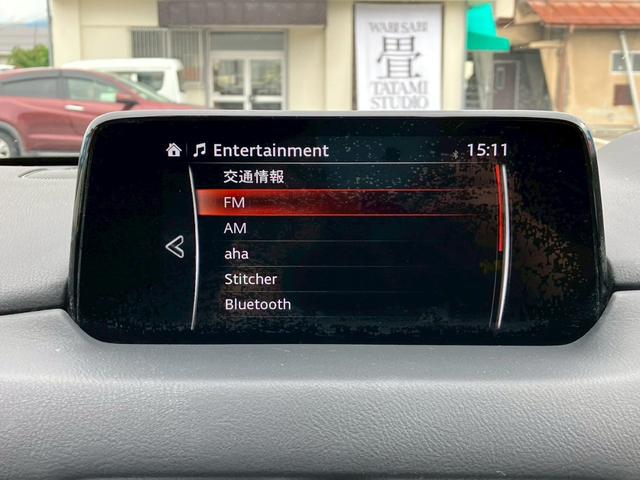 WABI SABI
畳
TATAMI
STUDIO
Entertainment 15:11
交通情報
FM
AM
aha
Stitcher
Bluetooth